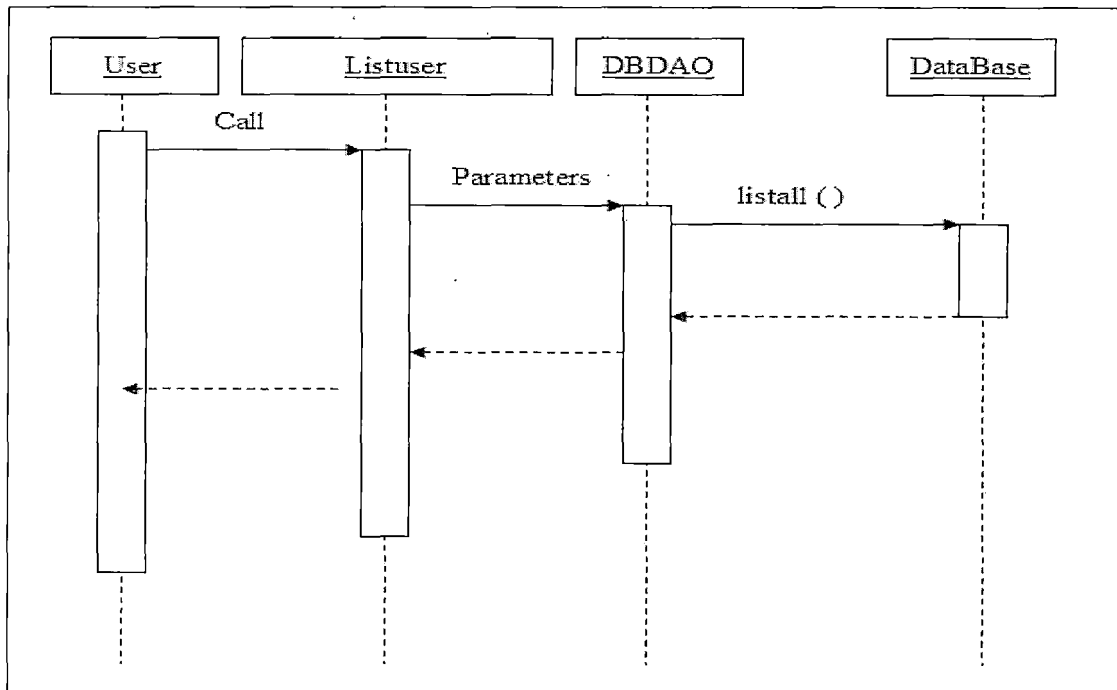 User
Listuser
DBDAO
DataBase
Call
Parameters
listall ( )